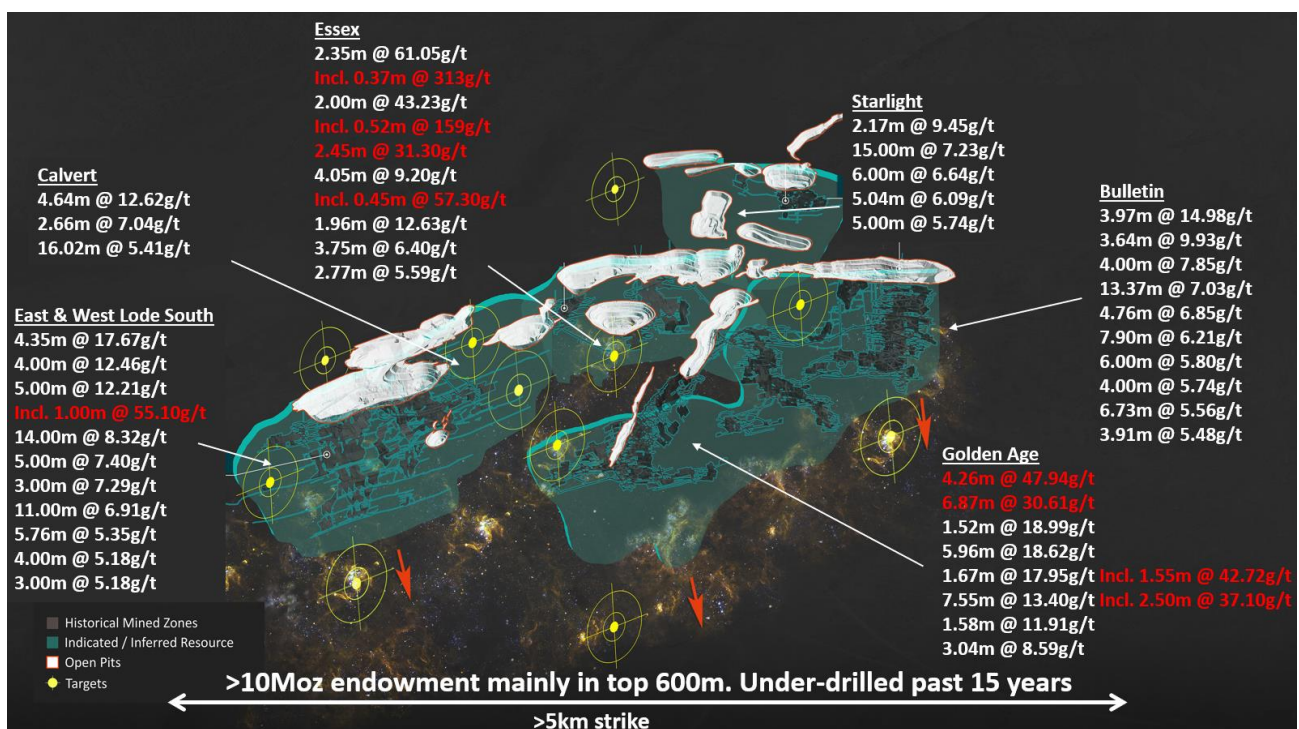 Essex
2.35m @ 61.05g/t
Incl. 0.37m @ 313g/t
2.00m @ 43.23g/t
Incl. 0.52m @ 159g/t
2.45m @ 31.30g/t
4.05m @ 9.20g/t
Incl. 0.45m @ 57.30g/t
1.96m @ 12.63g/t
3.75m @ 6.40g/t
2.77m @ 5.59g/t
Starlight
2.17m @ 9.45g/t
15.00m @ 7.23g/t
6.00m @ 6.64g/t
5.04m @ 6.09g/t
5.00m @ 5.74g/t
Calvert
4.64m @ 12.62g/t
2.66m @ 7.04g/t
16.02m @ 5.41g/t
Bulletin
3.97m @ 14.98g/t
3.64m @ 9.93g/t
4.00m @ 7.85g/t
13.37m @ 7.03g/t
4.76m @ 6.85g/t
7.90m @ 6.21g/t
6.00m @ 5.80g/t
4.00m @ 5.74g/t
6.73m @ 5.56g/t
3.91m @ 5.48g/t
East & West Lode South
4.35m @ 17.67g/t
4.00m @ 12.46g/t
5.00m @ 12.21g/t
Incl. 1.00m @ 55.10g/t
14.00m @ 8.32g/t
5.00m @ 7.40g/t
3.00m @ 7.29g/t
11.00m @ 6.91g/t
5.76m @ 5.35g/t
4.00m @ 5.18g/t
3.00m @ 5.18g/t
Golden Age
4.26m @ 47.94g/t
6.87m @ 30.61g/t
1.52m @ 18.99g/t
5.96m @ 18.62g/t
1.67m @ 17.95g/t Incl. 1.55m @ 42.72g/t
7.55m @ 13.40g/t Incl. 2.50m @ 37.10g/t
1.58m @ 11.91g/t
3.04m @ 8.59g/t
Historical Mined Zones
Indicated / Inferred Resource
Open Pits
Targets
>10Moz endowment mainly in top 600m. Under-drilled past 15 years
>5km strike